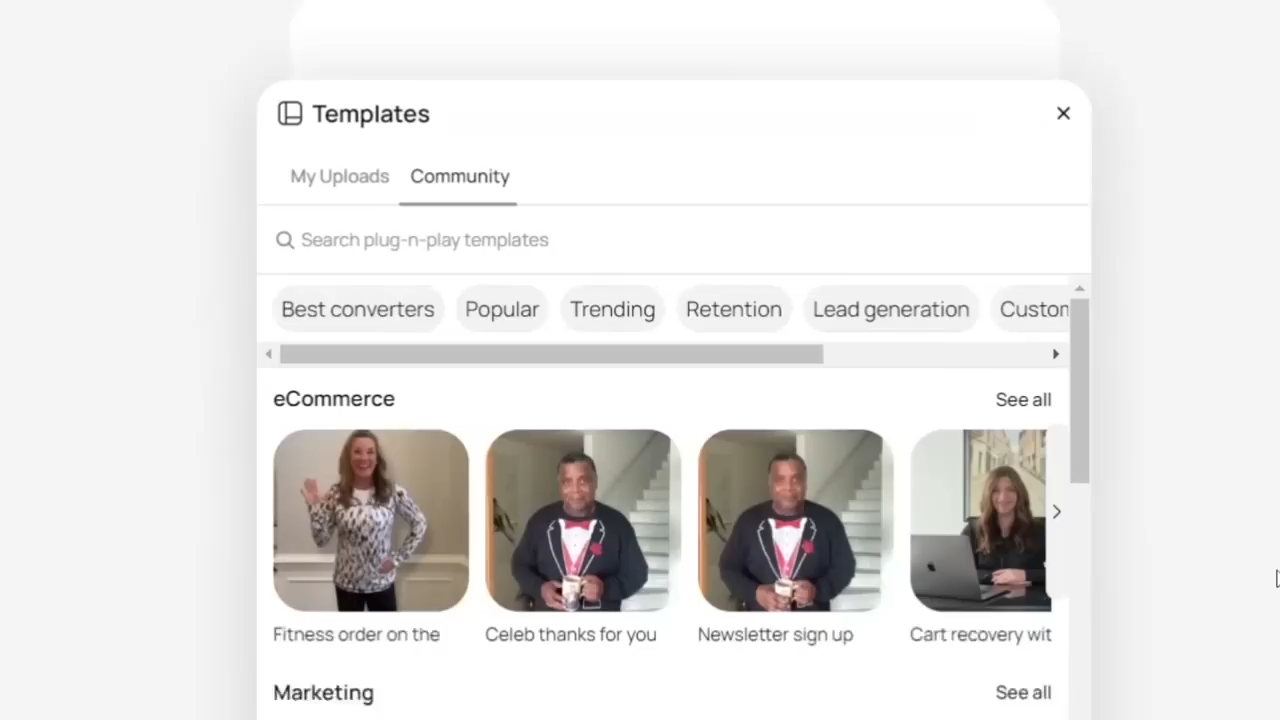 Templates
My Uploads Community
Search plug-n-play templates
Best converters Popular Trending Retention Lead generation Custom
eCommerce See all
Fitness order on the Celeb thanks for you Newsletter sign up Cart recovery wit
Marketing See all